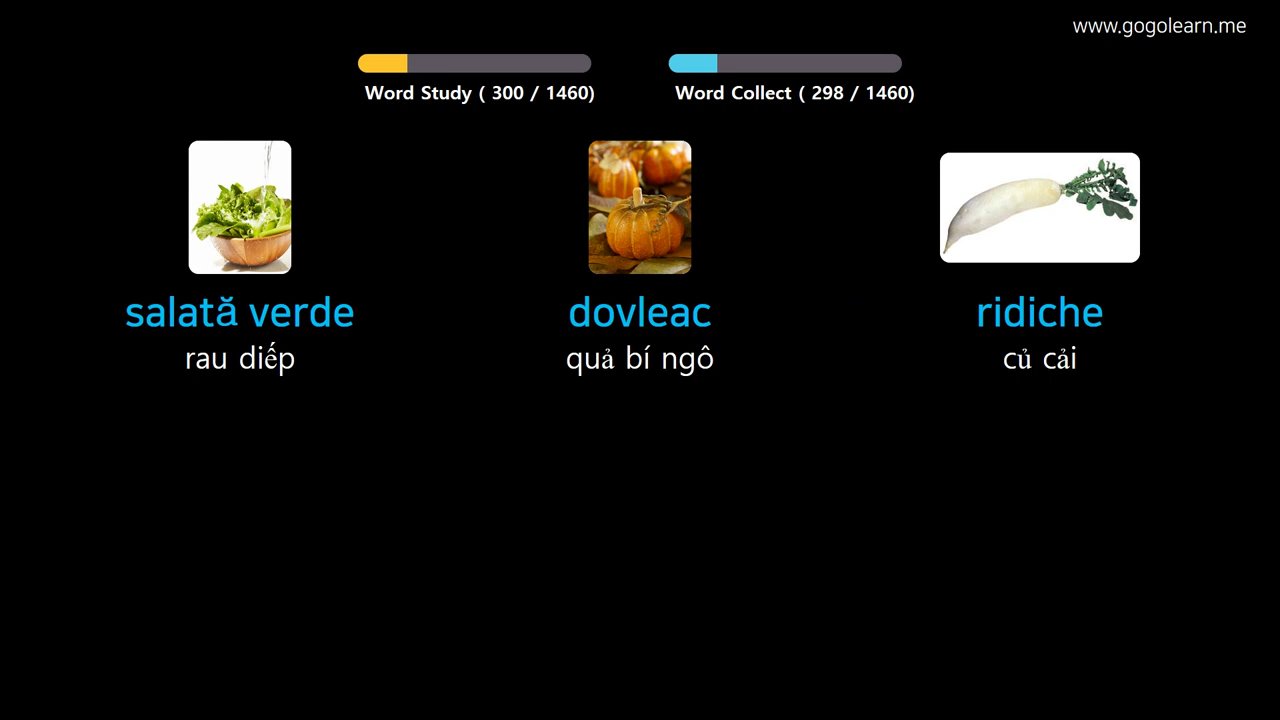 www.gogolearn.me
Word Study ( 300 / 1460)
Word Collect ( 298 / 1460)
salată verde
rau diếp
dovleac
quả bí ngô
ridiche
củ cải